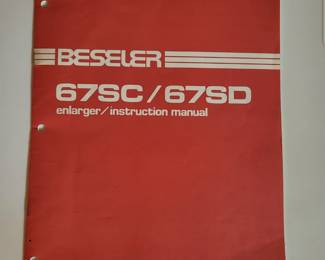 BESELER
67SC/67SD
enlarger/instruction manual